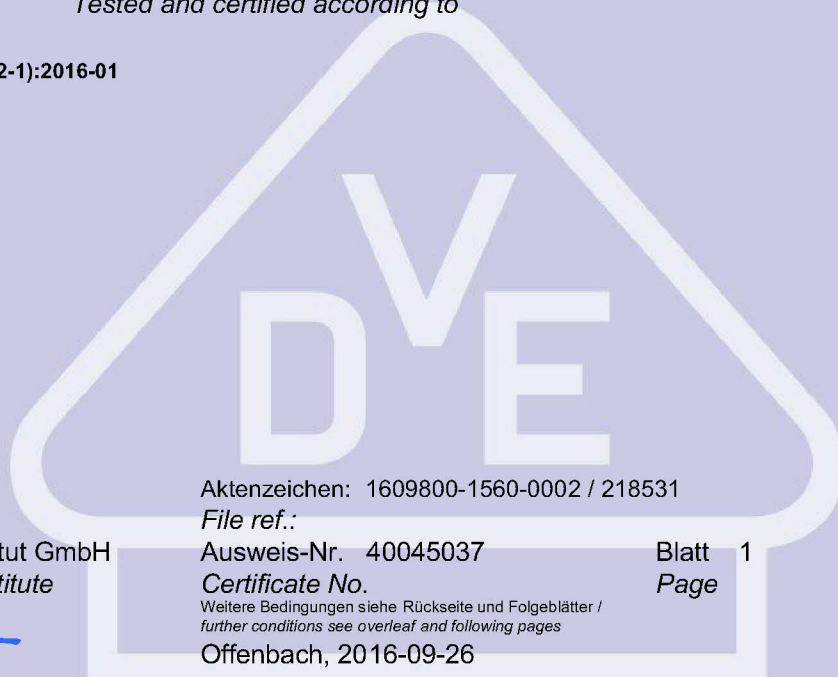 Tested and certified according to
2-1):2016-01
V
D E
Aktenzeichen: 1609800-1560-0002 / 218531
File ref.:
tut GmbH Ausweis-Nr. 40045037 Blatt 1
titute Certificate No. Page
Weitere Bedingungen siehe Rückseite und Folgeblätter /
further conditions see overleaf and following pages
Offenbach, 2016-09-26